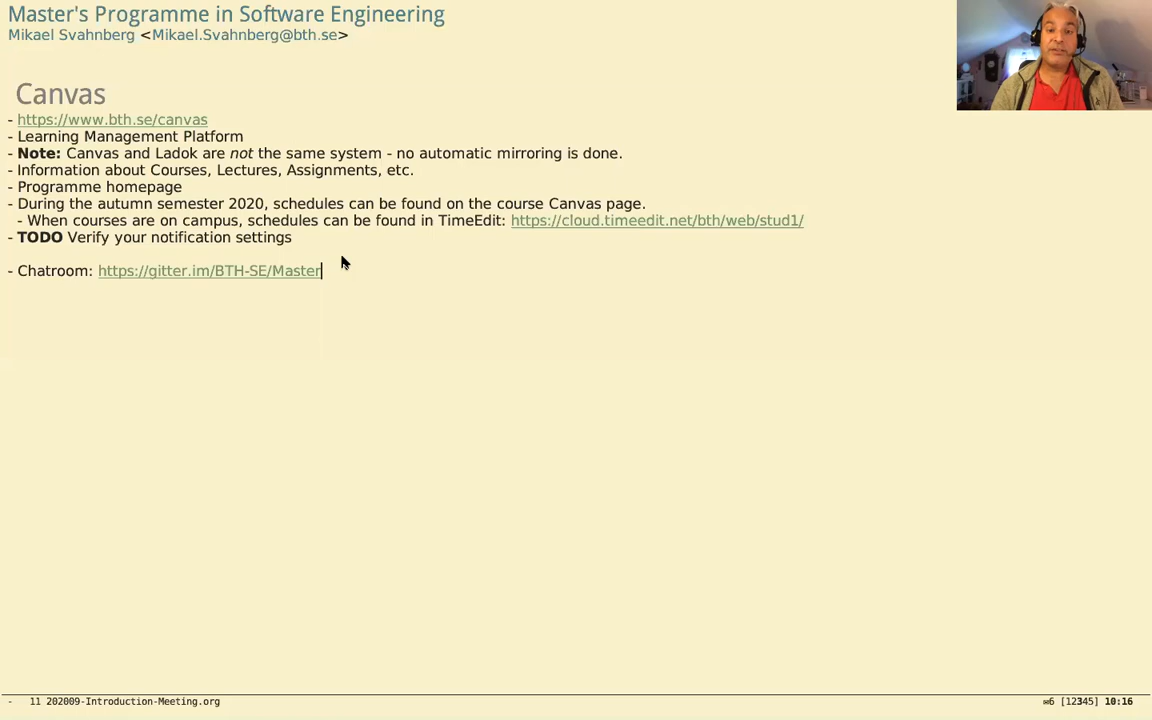 Master's Programme in Software Engineering
Mikael Svahnberg <Mikael.Svahnberg@bth.se>
Canvas
- https://www.bth.se/canvas
- Learning Management Platform
- Note: Canvas and Ladok are not the same system - no automatic mirroring is done.
- Information about Courses, Lectures, Assignments, etc.
- Programme homepage
- During the autumn semester 2020, schedules can be found on the course Canvas page.
- When courses are on campus, schedules can be found in TimeEdit: https://cloud.timeedit.net/bth/web/stud1/
- TODO Verify your notification settings
- Chatroom: https://gitter.im/BTH-SE/Master
- 11 202009-Introduction-Meeting.org
✉6 [12345] 10:16